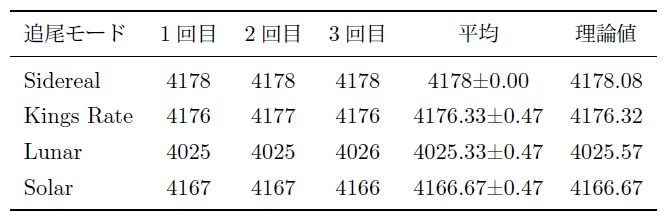 追尾モード 1回目 2回目 3回目 平均 理論値
Sidereal 4178 4178 4178 4178±0.00 4178.08
Kings Rate 4176 4177 4176 4176.33±0.47 4176.32
Lunar 4025 4025 4026 4025.33±0.47 4025.57
Solar 4167 4167 4166 4166.67±0.47 4166.67